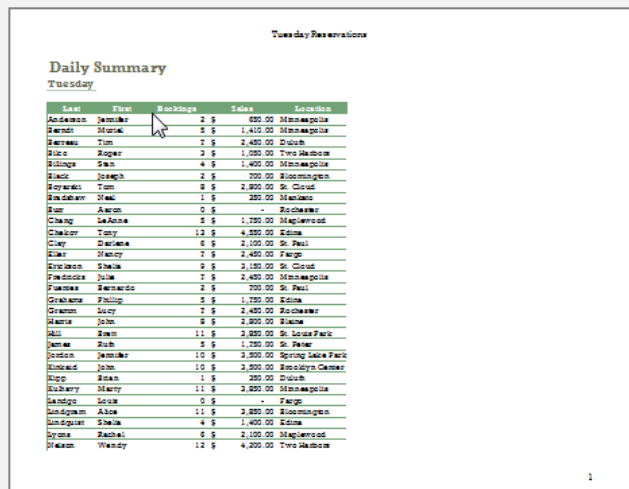 Tuesday Reservations
Daily Summary
Tuesday
Last First Bookings Sales Location
Anderson Jennifer 2 $ 650.00 Minneapolis
Berndt Muriel 5 $ 1,410.00 Minneapolis
Berreau Tim 7 $ 2,450.00 Duluth
Roger 3 $ 1,050.00 Two Harbors
Billings Stan 4 $ 1,400.00 Minneapolis
Black Joseph 2 $ 700.00 Bloomington
Boyarski Tom 8 $ 2,800.00 St. Cloud
Bradshaw Neal 1 $ 350.00 Mankato
Burr Aaron 0 $ - Rochester
Chang LeAnne 5 $ 1,750.00 Maplewood
Chekov Tony 13 $ 4,550.00 Edina
Clay Darlene 6 $ 2,100.00 St. Paul
Eiler Nancy 7 $ 2,450.00 Fargo
Erickson Sheila 9 $ 3,150.00 St. Cloud
Fredricks Julie 7 $ 2,450.00 Minneapolis
Fuentes Bernardo 2 $ 700.00 St. Paul
Grahams Phillip 5 $ 1,750.00 Edina
Gramm Lucy 7 $ 2,450.00 Rochester
Harris John 8 $ 2,800.00 Blaine
Hill Brett 11 $ 3,850.00 St. Louis Park
James Ruth 5 $ 1,750.00 St. Peter
Jordon Jennifer 10 $ 3,500.00 Spring Lake Park
Kinkaid John 10 $ 3,500.00 Brooklyn Center
Kipp Brian 1 $ 350.00 Duluth
Kulhavy Marty 11 $ 3,850.00 Minneapolis
Landgo Louis 0 $ - Fargo
Lindgram Alice 11 $ 3,850.00 Bloomington
Lindquist Sheila 4 $ 1,400.00 Edina
Lyons Rachel 6 $ 2,100.00 Maplewood
Nelson Wendy 12 $ 4,200.00 Two Harbors
1